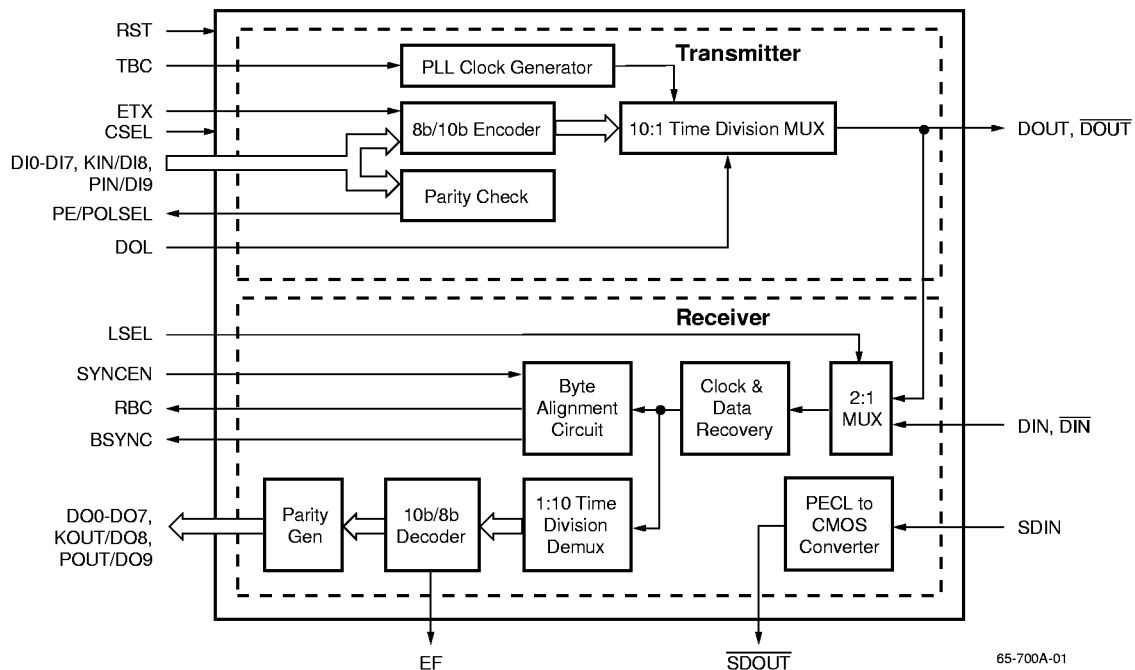 RST
Transmitter
TBC
PLL Clock Generator
ETX
8b/10b Encoder
10:1 Time Division MUX
DOUT, D̅O̅U̅T̅
CSEL
DI0-DI7, KIN/DI8,
PIN/DI9
Parity Check
PE/POLSEL
DOL
LSEL
Receiver
SYNCEN
RBC
BSYNC
Byte
Alignment
Circuit
Clock &
Data
Recovery
2:1
MUX
DIN, D̅I̅N̅
DO0-DO7,
KOUT/DO8,
POUT/DO9
Parity
Gen
10b/8b
Decoder
1:10 Time
Division
Demux
PECL to
CMOS
Converter
SDIN
EF
S̅D̅O̅U̅T̅
65-700A-01